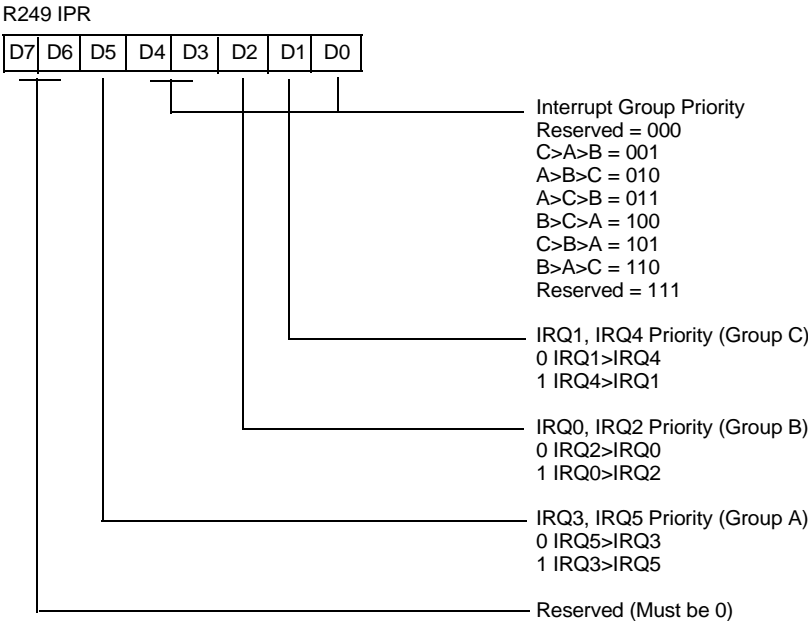 R249 IPR
D7 D6 D5 D4 D3 D2 D1 D0
Interrupt Group Priority
Reserved = 000
C>A>B = 001
A>B>C = 010
A>C>B = 011
B>C>A = 100
C>B>A = 101
B>A>C = 110
Reserved = 111
IRQ1, IRQ4 Priority (Group C)
0 IRQ1>IRQ4
1 IRQ4>IRQ1
IRQ0, IRQ2 Priority (Group B)
0 IRQ2>IRQ0
1 IRQ0>IRQ2
IRQ3, IRQ5 Priority (Group A)
0 IRQ5>IRQ3
1 IRQ3>IRQ5
Reserved (Must be 0)